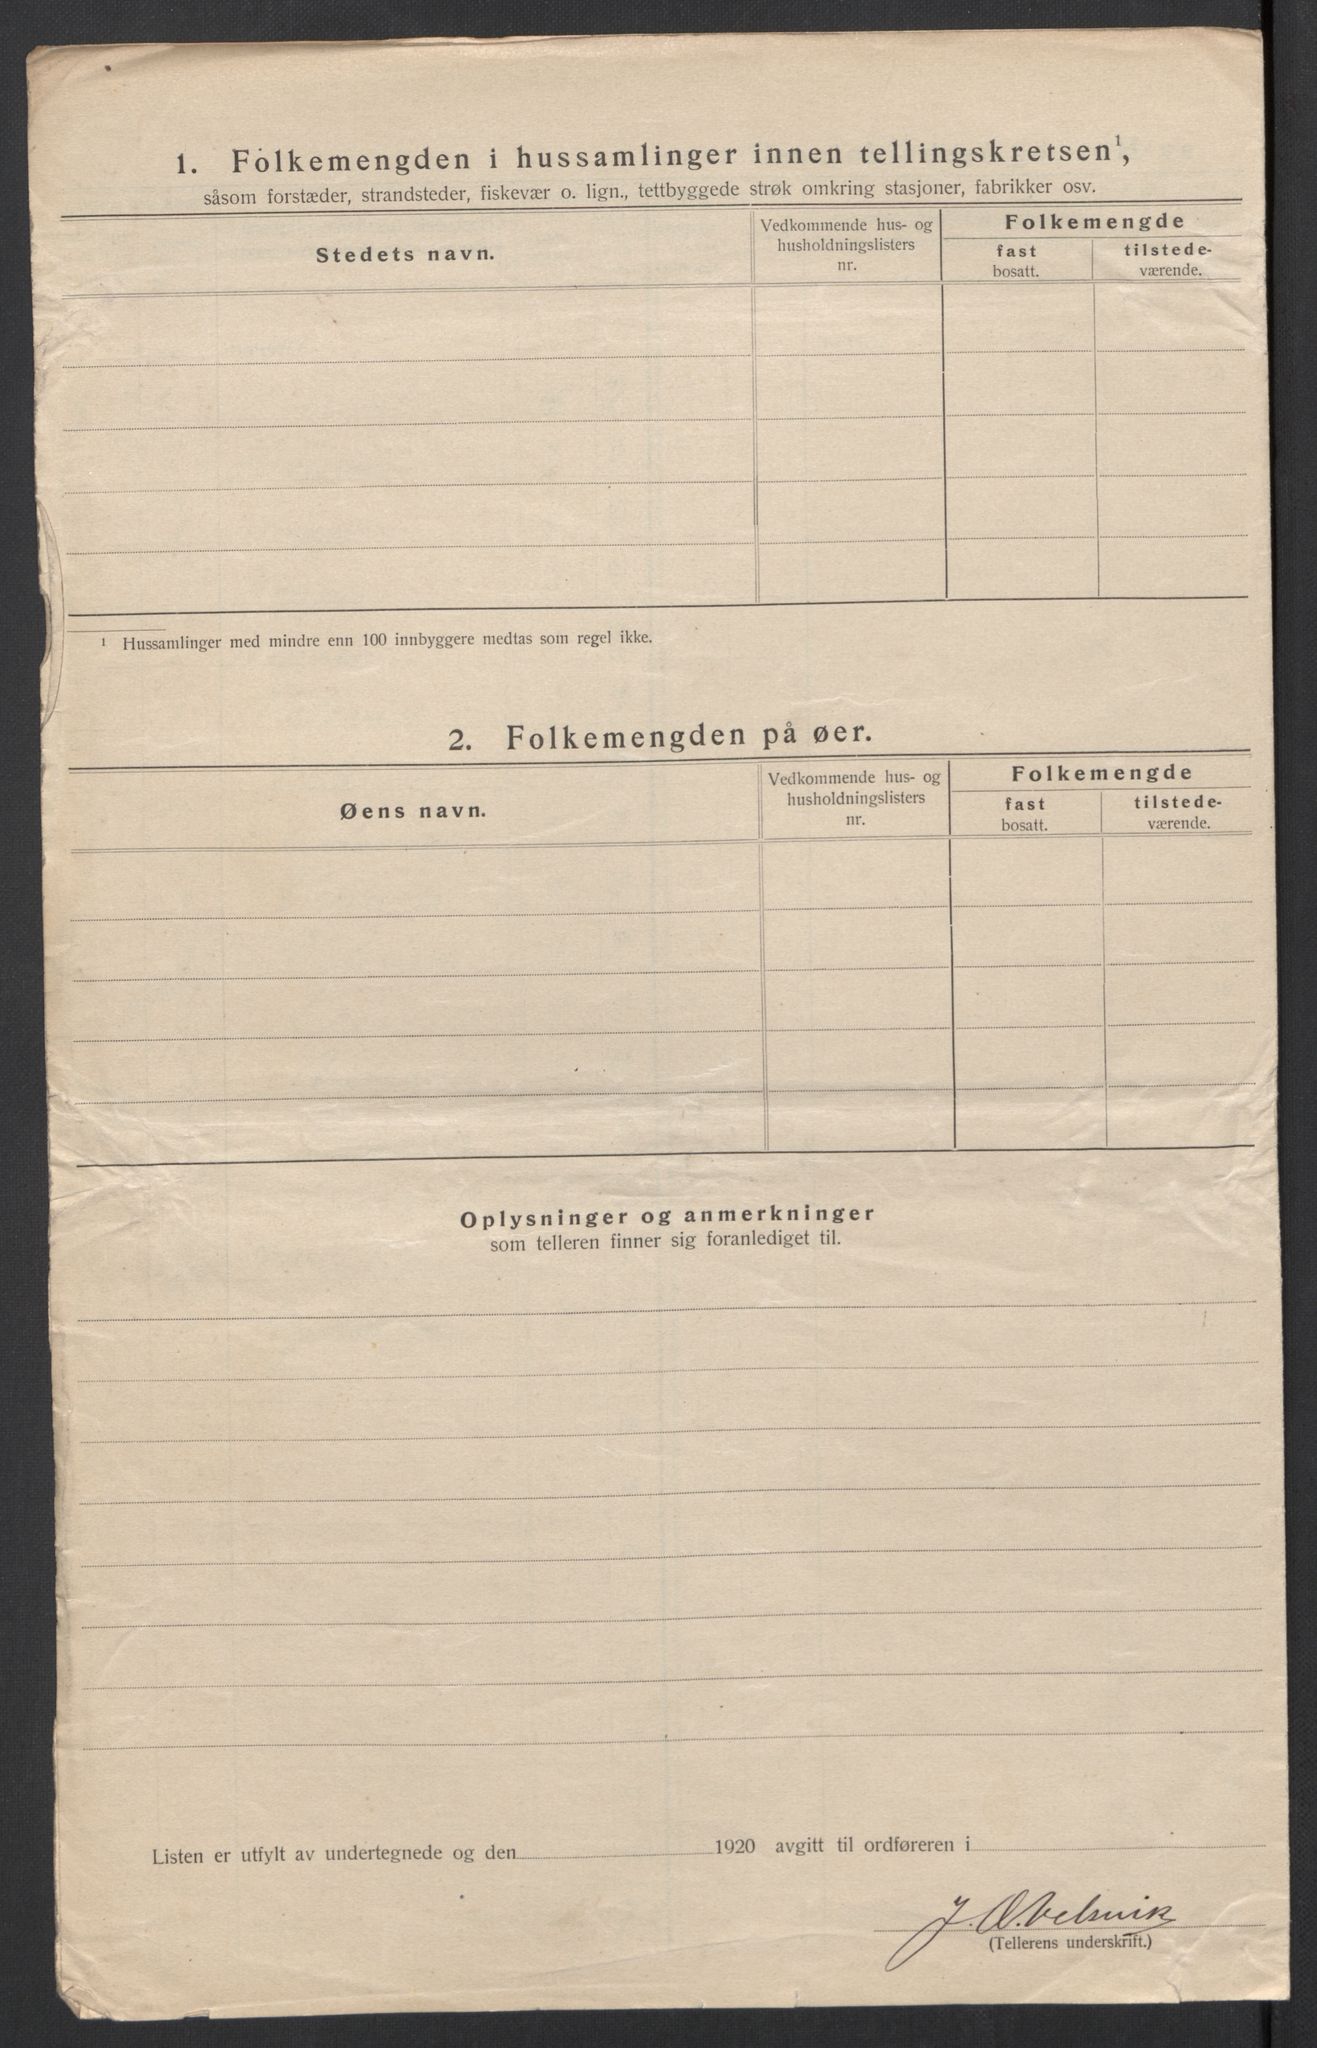 1. Folkemengden i hussamlinger innen tellingskretsen¹,
såsom forstæder, strandsteder, fiskevær o. lign., tettbyggede strøk omkring stasjoner, fabrikker osv.
Stedets navn.
Vedkommende hus- og
husholdningslisters
nr.
Folkemengde
fast
bosatt.
tilstede-
værende.
¹ Hussamlinger med mindre enn 100 innbyggere medtas som regel ikke.
2. Folkemengden på øer.
Øens navn.
Vedkommende hus- og
husholdningslisters
nr.
Folkemengde
fast
bosatt.
tilstede-
værende.
Oplysninger og anmerkninger
som telleren finner sig foranlediget til.
Listen er utfylt av undertegnede og den 1920 avgitt til ordføreren i
J. O.
(Tellerens underskrift.)